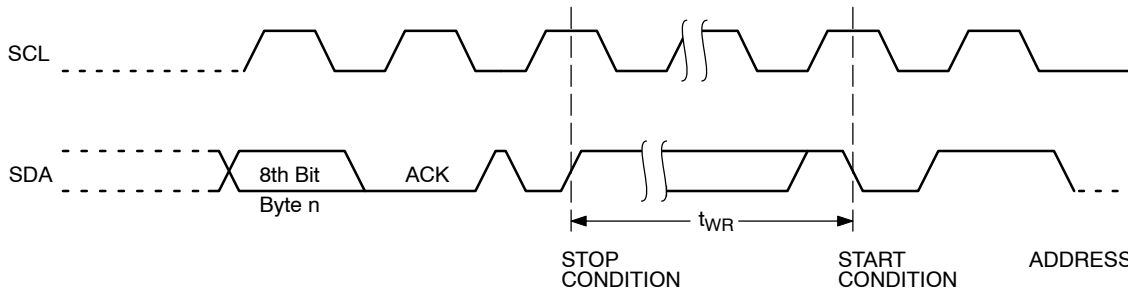 SCL
SDA
8th Bit
Byte n
ACK
tWR
STOP
CONDITION
START
CONDITION
ADDRESS